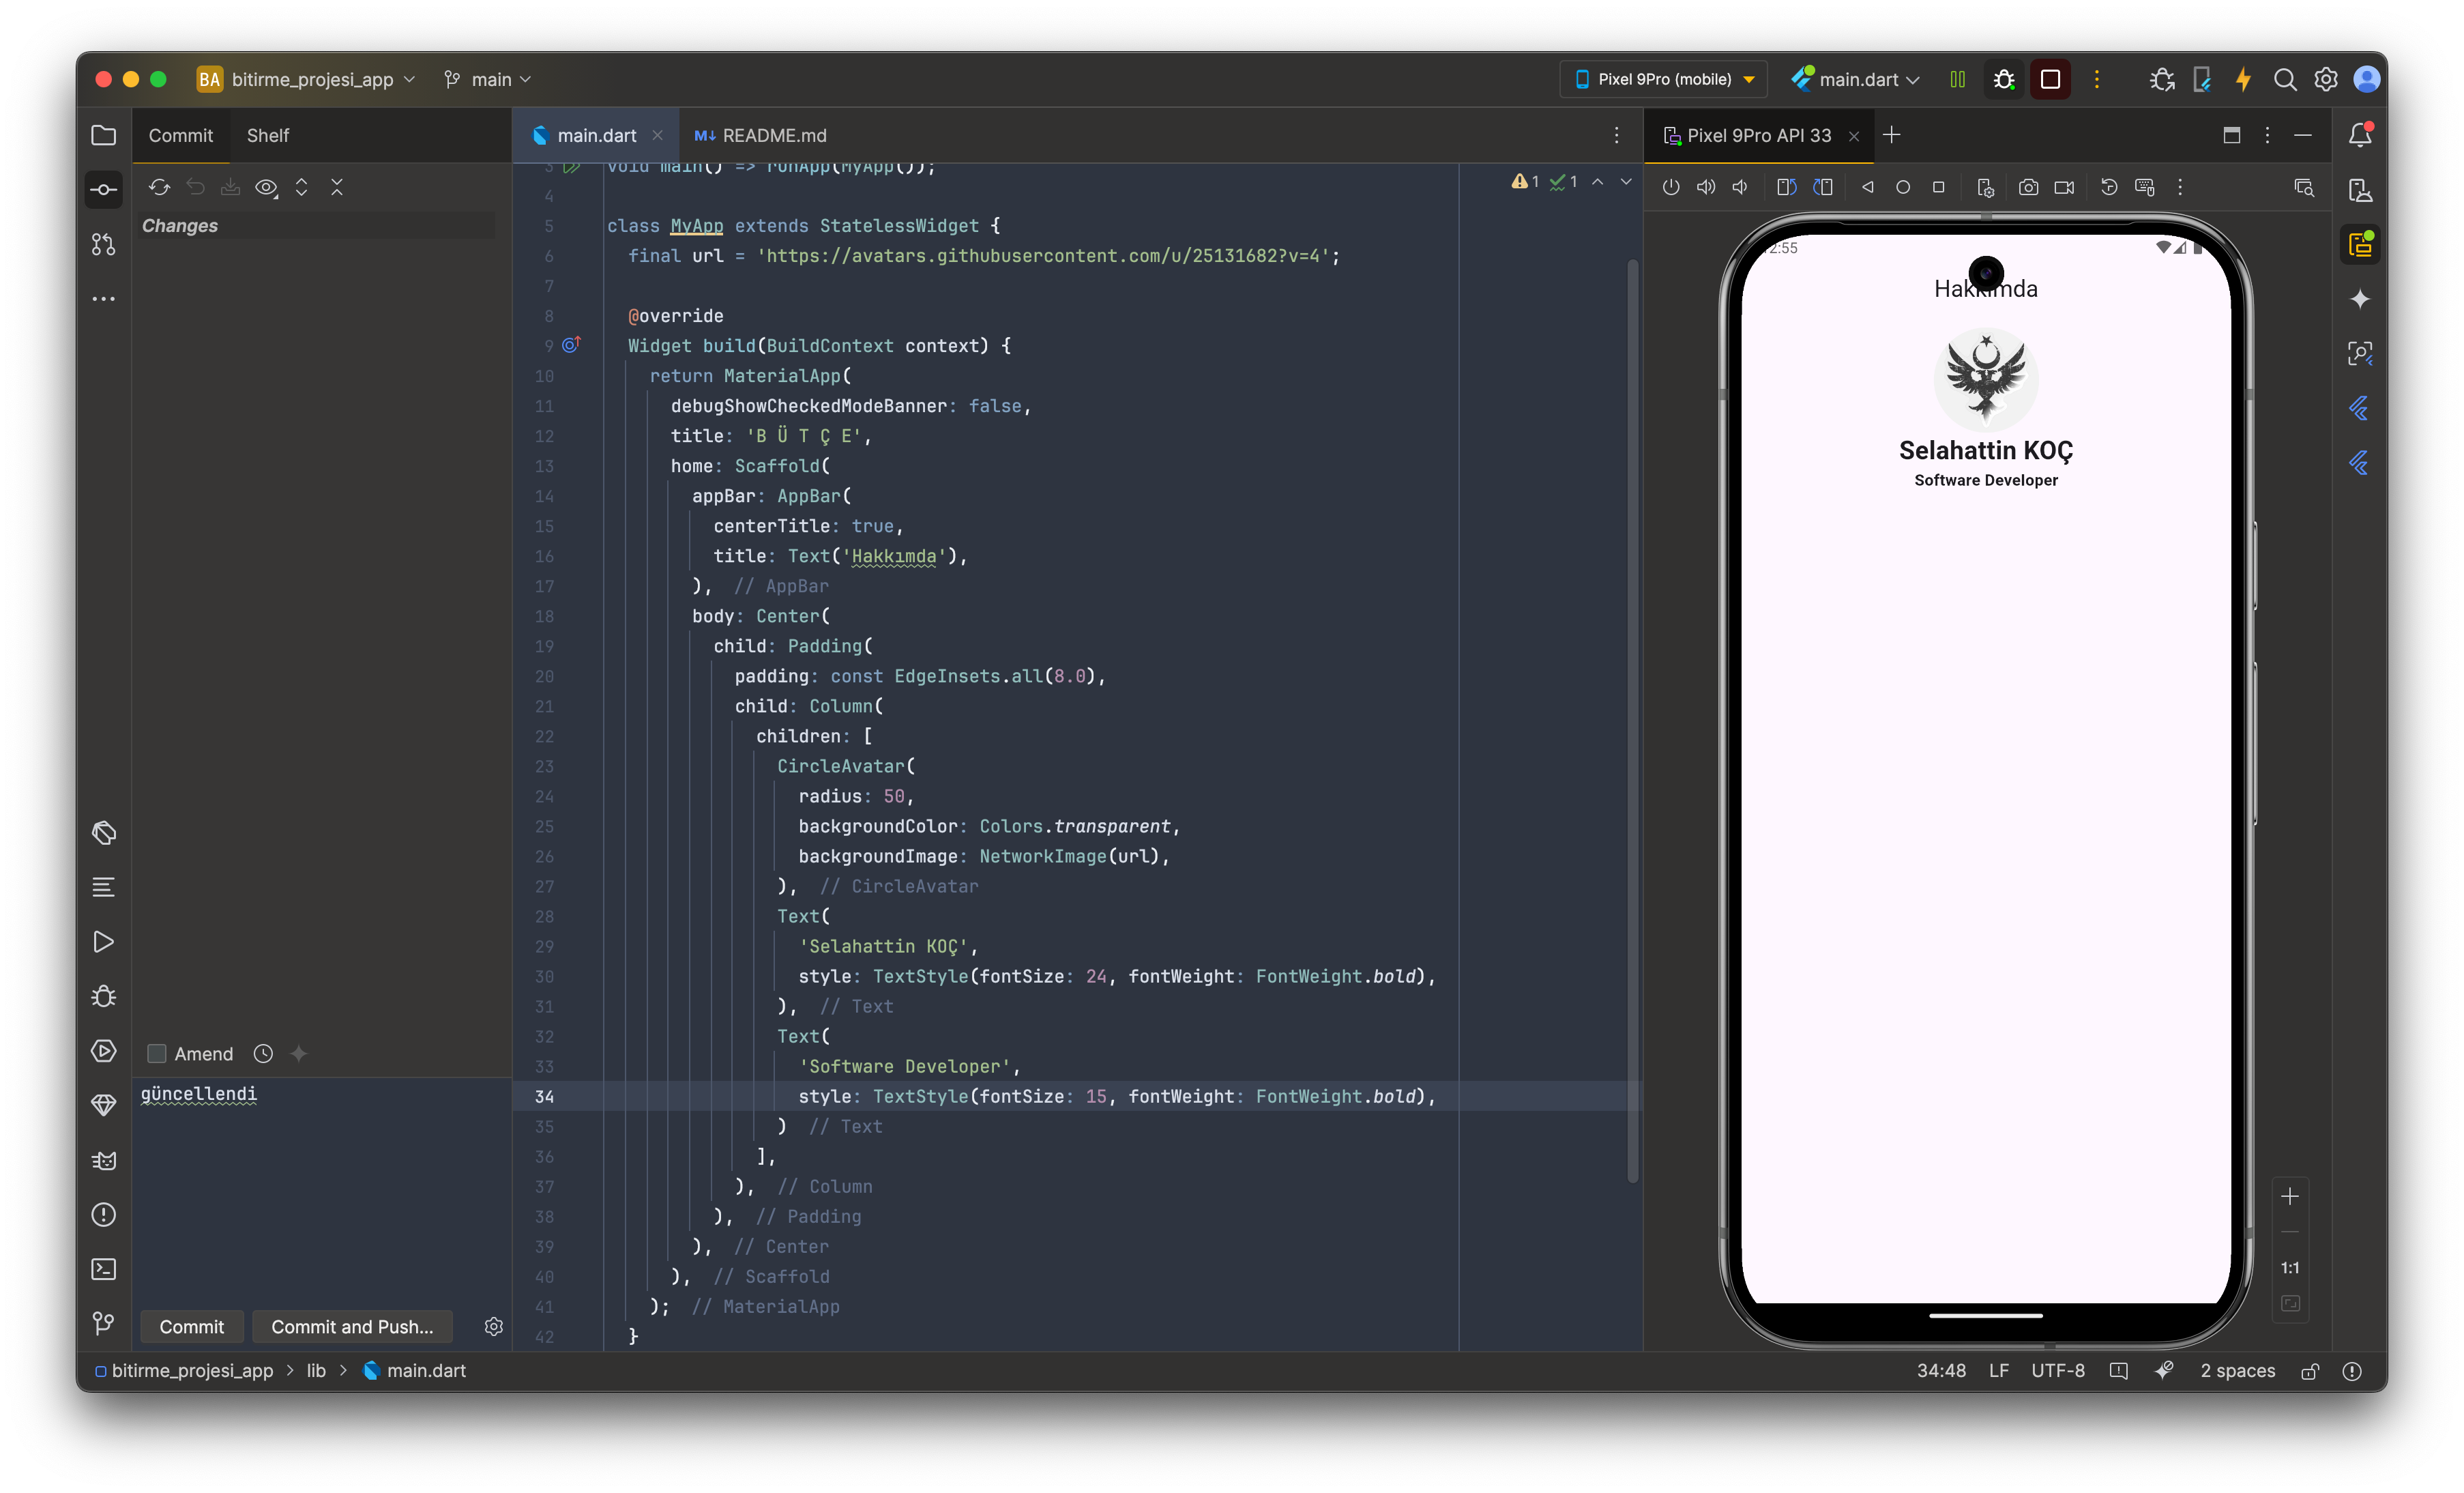 BA bitirme_projesi_app main Pixel 9Pro (mobile) main.dart
Commit Shelf
main.dart M↓ README.md
Pixel 9Pro API 33
Changes
1 1
3 void main() => runApp(MyApp());
4
5 class MyApp extends StatelessWidget {
6 final url = 'https://avatars.githubusercontent.com/u/25131682?v=4';
7
8 @override
9 Widget build(BuildContext context) {
10 return MaterialApp(
11 debugShowCheckedModeBanner: false,
12 title: 'B Ü T Ç E',
13 home: Scaffold(
14 appBar: AppBar(
15 centerTitle: true,
16 title: Text('Hakkımda'),
17 ), // AppBar
18 body: Center(
19 child: Padding(
20 padding: const EdgeInsets.all(8.0),
21 child: Column(
22 children: [
23 CircleAvatar(
24 radius: 50,
25 backgroundColor: Colors.transparent,
26 backgroundImage: NetworkImage(url),
27 ), // CircleAvatar
28 Text(
29 'Selahattin KOÇ',
30 style: TextStyle(fontSize: 24, fontWeight: FontWeight.bold),
31 ), // Text
32 Text(
33 'Software Developer',
34 style: TextStyle(fontSize: 15, fontWeight: FontWeight.bold),
35 ) // Text
36 ],
37 ), // Column
38 ), // Padding
39 ), // Center
40 ), // Scaffold
41 ); // MaterialApp
42 }
Amend
güncellendi
Commit Commit and Push...
2:55
Hakkımda
Selahattin KOÇ
Software Developer
1:1
bitirme_projesi_app > lib > main.dart
34:48 LF UTF-8 2 spaces